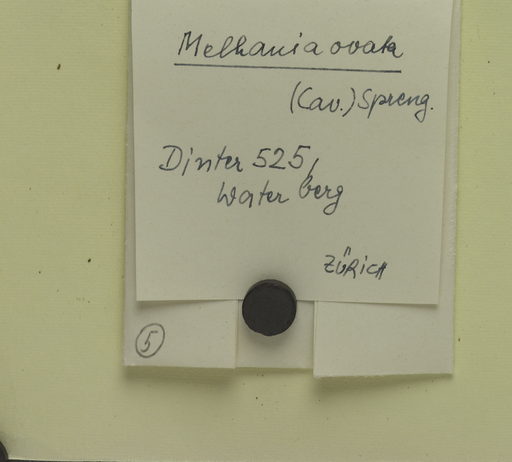 Melhania ovata
(Cav.) Spreng.
Dinter 525,
Waterberg
ZÜRICH
5